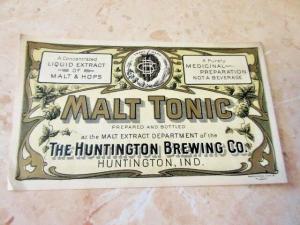 A Concentrated
LIQUID EXTRACT
OF
MALT & HOPS
A Purely
MEDICINAL
PREPARATION
NOT A BEVERAGE
MALT TONIC
PREPARED AND BOTTLED
at the MALT EXTRACT DEPARTMENT of the
THE HUNTINGTON BREWING CO.
HUNTINGTON, IND.